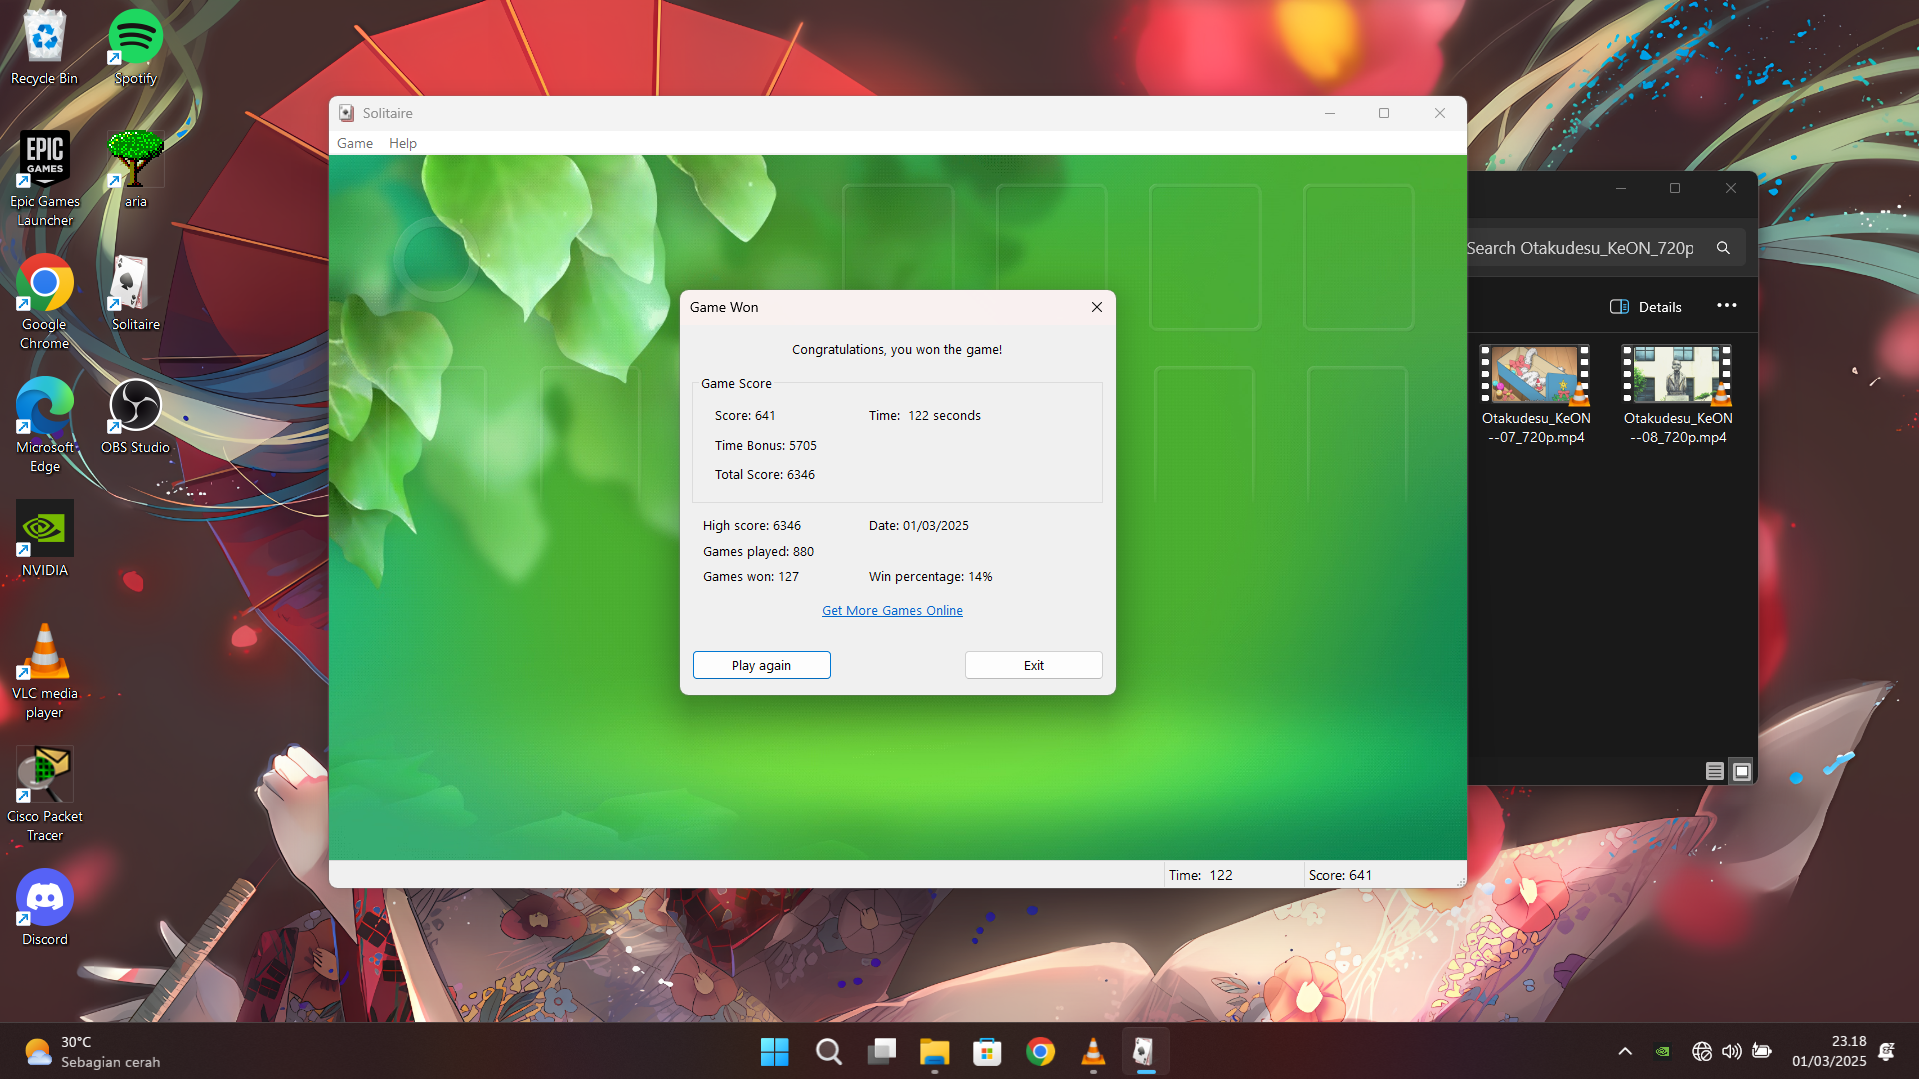 Recycle Bin
Spotify
EPIC
GAMES
Epic Games
Launcher
aria
Google
Chrome
Solitaire
Microsoft
Edge
OBS Studio
NVIDIA
VLC media
player
Cisco Packet
Tracer
Discord
Solitaire
Game Help
Game Won
Congratulations, you won the game!
Game Score
Score: 641 Time: 122 seconds
Time Bonus: 5705
Total Score: 6346
High score: 6346 Date: 01/03/2025
Games played: 880
Games won: 127 Win percentage: 14%
Get More Games Online
Play again Exit
Time: 122 Score: 641
Search Otakudesu_KeON_720p
Details
Otakudesu_KeON
--07_720p.mp4
Otakudesu_KeON
--08_720p.mp4
30°C
Sebagian cerah
23.18
01/03/2025